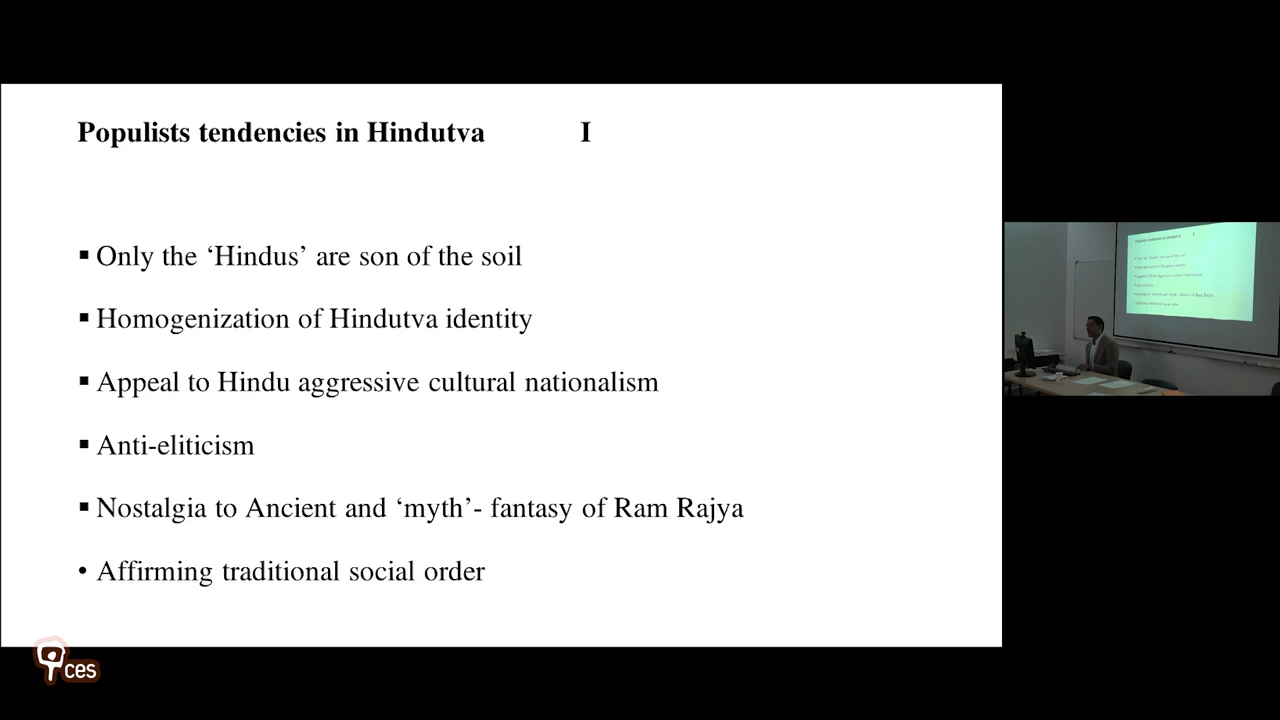 Populists tendencies in Hindutva I
▪ Only the ‘Hindus’ are son of the soil
▪ Homogenization of Hindutva identity
▪ Appeal to Hindu aggressive cultural nationalism
▪ Anti-eliticism
▪ Nostalgia to Ancient and ‘myth’- fantasy of Ram Rajya
• Affirming traditional social order
ces